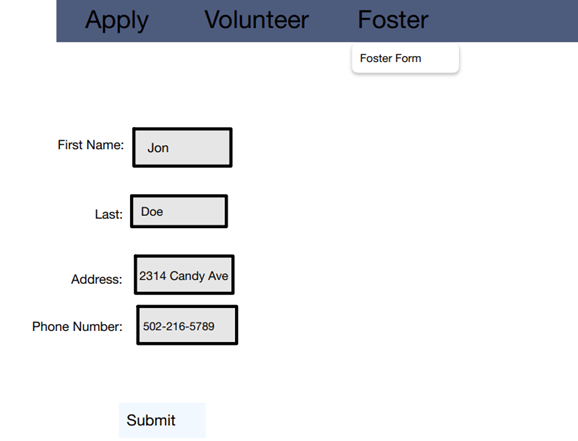 Apply Volunteer Foster
Foster Form
First Name: Jon
Last: Doe
Address: 2314 Candy Ave
Phone Number: 502-216-5789
Submit